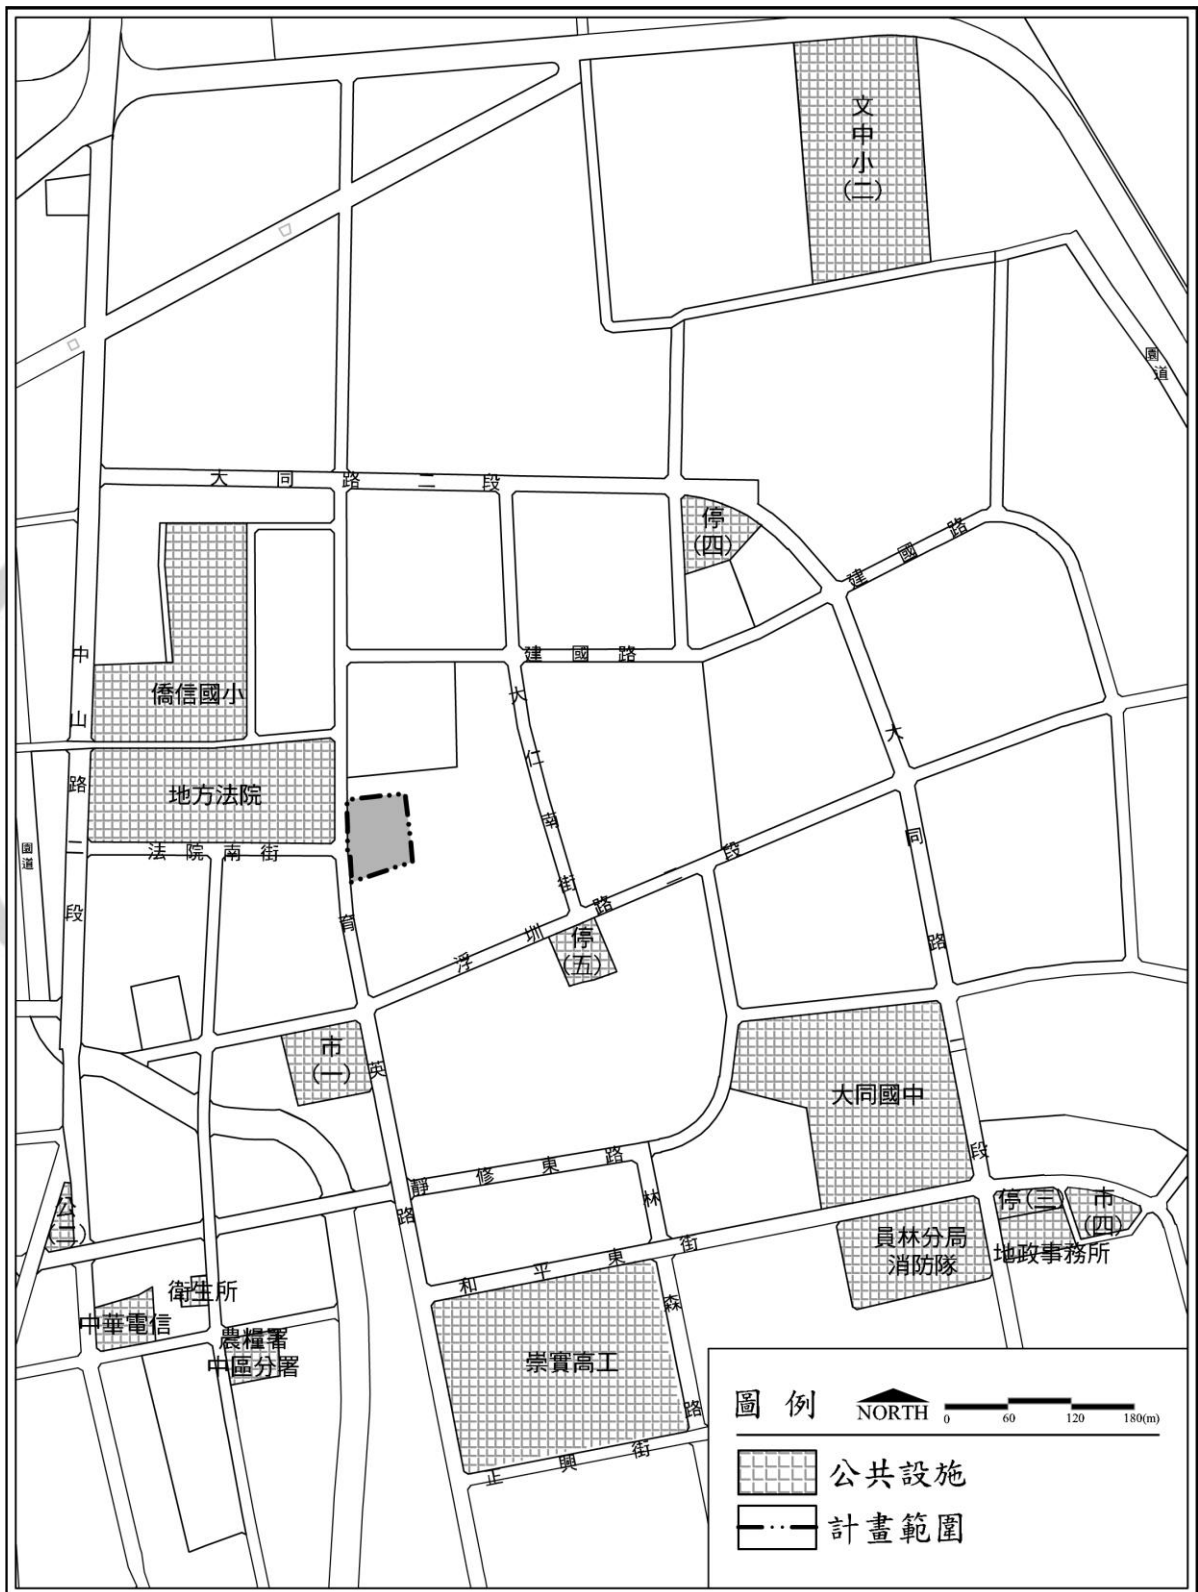 文中小(二)
園道
大同路二段
停(四)
建國路
中山路二段
建國路
僑信國小
大仁南街
大同路二段
地方法院
園道
法院南街
育英路
浮圳路二段
停(五)
市(一)
大同國中
靜修東路
林森路
公(二)
停(三)
市(四)
員林分局
消防隊
地政事務所
和平東街
衛生所
中華電信
農糧署
中區分署
崇實高工
正興街
圖例
NORTH
0 60 120 180(m)
公共設施
計畫範圍